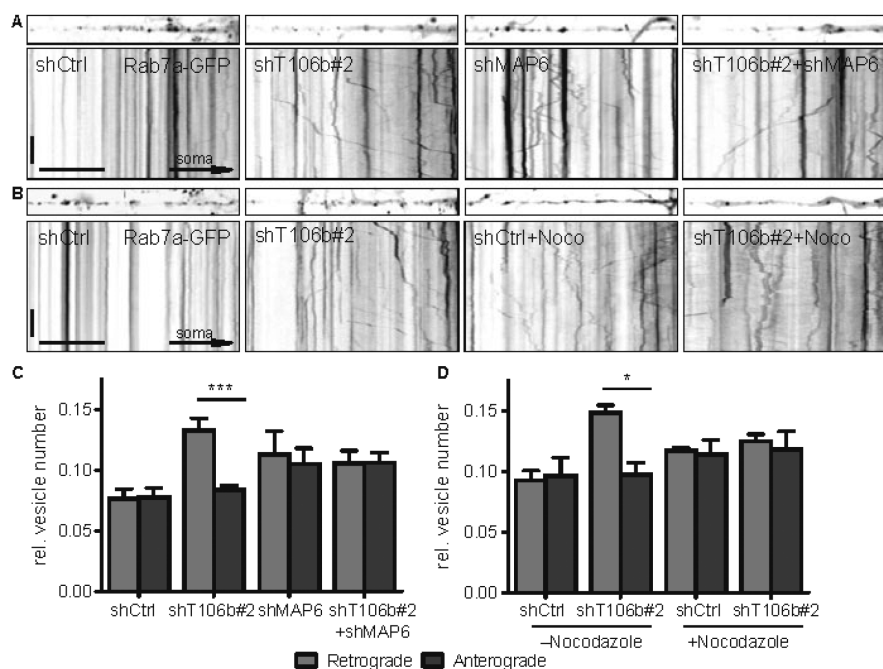 A
shCtrl Rab7a-GFP
soma
shT106b#2
shMAP6
shT106b#2+shMAP6
B
shCtrl Rab7a-GFP
soma
shT106b#2
shCtrl+Noco
shT106b#2+Noco
C
***
rel. vesicle number
0.15
0.10
0.05
0.00
shCtrl
shT106b#2
shMAP6
shT106b#2
+shMAP6
D
*
rel. vesicle number
0.15
0.10
0.05
0.00
shCtrl
shT106b#2
shCtrl
shT106b#2
–Nocodazole
+Nocodazole
Retrograde
Anterograde